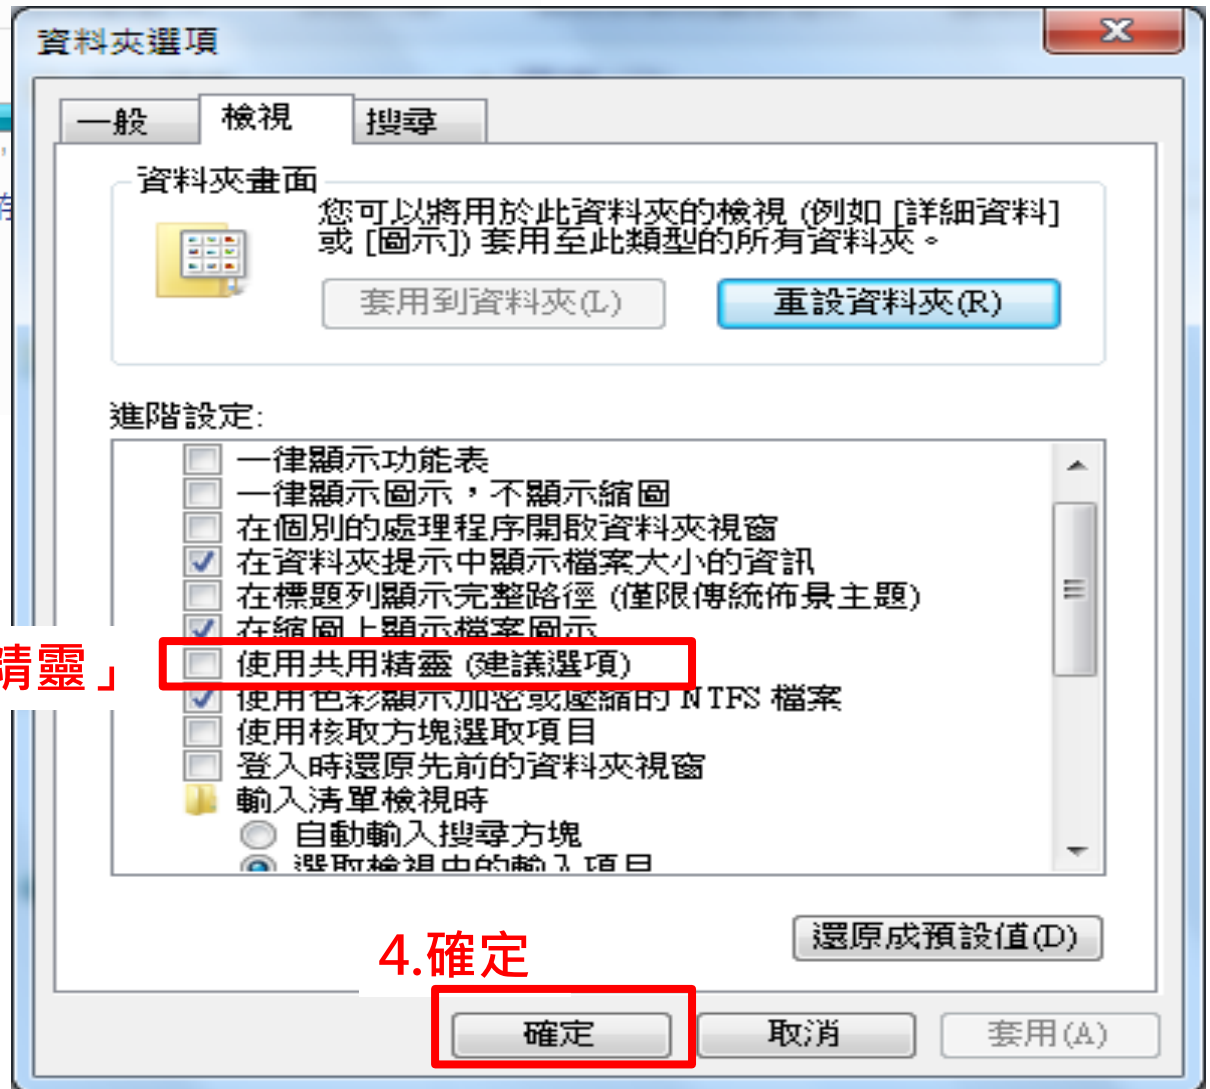 資料夾選項
一般 檢視 搜尋
資料夾畫面
您可以將用於此資料夾的檢視 (例如 [詳細資料]
或 [圖示]) 套用至此類型的所有資料夾。
套用到資料夾(L) 重設資料夾(R)
進階設定:
一律顯示功能表
一律顯示圖示，不顯示縮圖
在個別的處理程序開啟資料夾視窗
在資料夾提示中顯示檔案大小的資訊
在標題列顯示完整路徑 (僅限傳統佈景主題)
在縮圖上顯示檔案圖示
精靈」
使用共用精靈 (建議選項)
使用色彩顯示加密或壓縮的 NTFS 檔案
使用核取方塊選取項目
登入時還原先前的資料夾視窗
輸入清單檢視時
自動輸入搜尋方塊
選取檢視中的輸入項目
還原成預設值(D)
4.確定
確定 取消 套用(A)